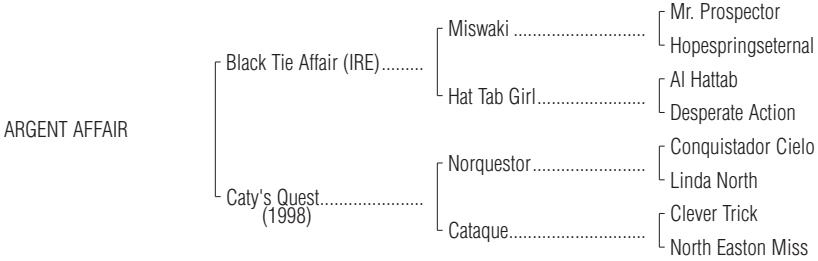 Mr. Prospector
Miswaki ..........................
Hopespringseternal
Black Tie Affair (IRE).........
Al Hattab
Hat Tab Girl......................
Desperate Action
ARGENT AFFAIR
Conquistador Cielo
Norquestor.......................
Linda North
Caty's Quest.....................
(1998)
Clever Trick
Cataque...........................
North Easton Miss